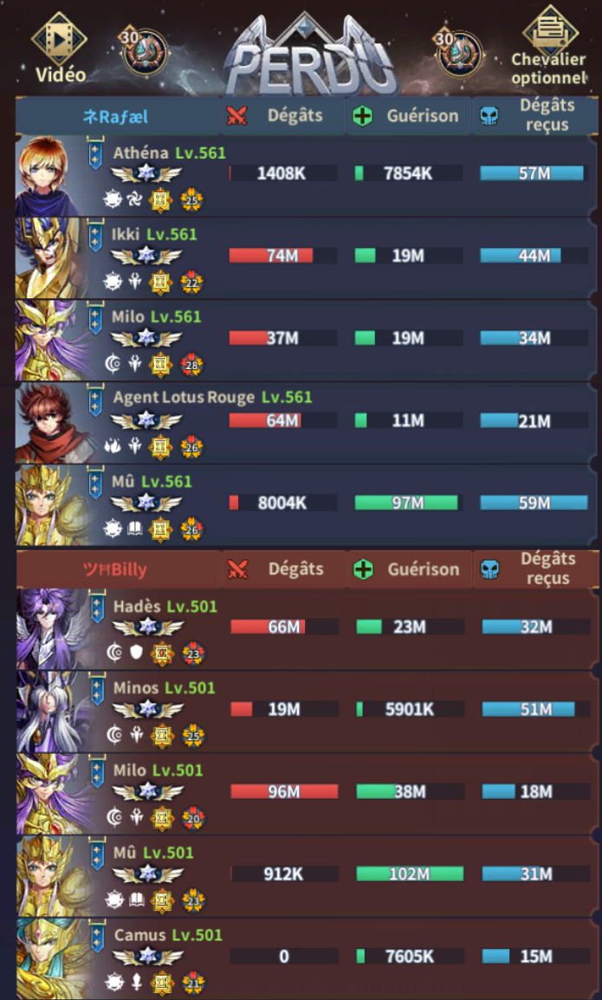 30
PERDU
30
Vidéo
Chevalier
optionnel
ネRaƒæl
Dégâts
Guérison
Dégâts
reçus
Athéna Lv.561
1408K
7854K
57M
25
Ikki Lv.561
74M
19M
44M
22
Milo Lv.561
37M
19M
34M
28
Agent Lotus Rouge Lv.561
64M
11M
21M
26
Mû Lv.561
8004K
97M
59M
26
ツĦBilly
Dégâts
Guérison
Dégâts
reçus
Hadès Lv.501
66M
23M
32M
23
Minos Lv.501
19M
5901K
51M
25
Milo Lv.501
96M
38M
18M
20
Mû Lv.501
912K
102M
31M
23
Camus Lv.501
0
7605K
15M
21